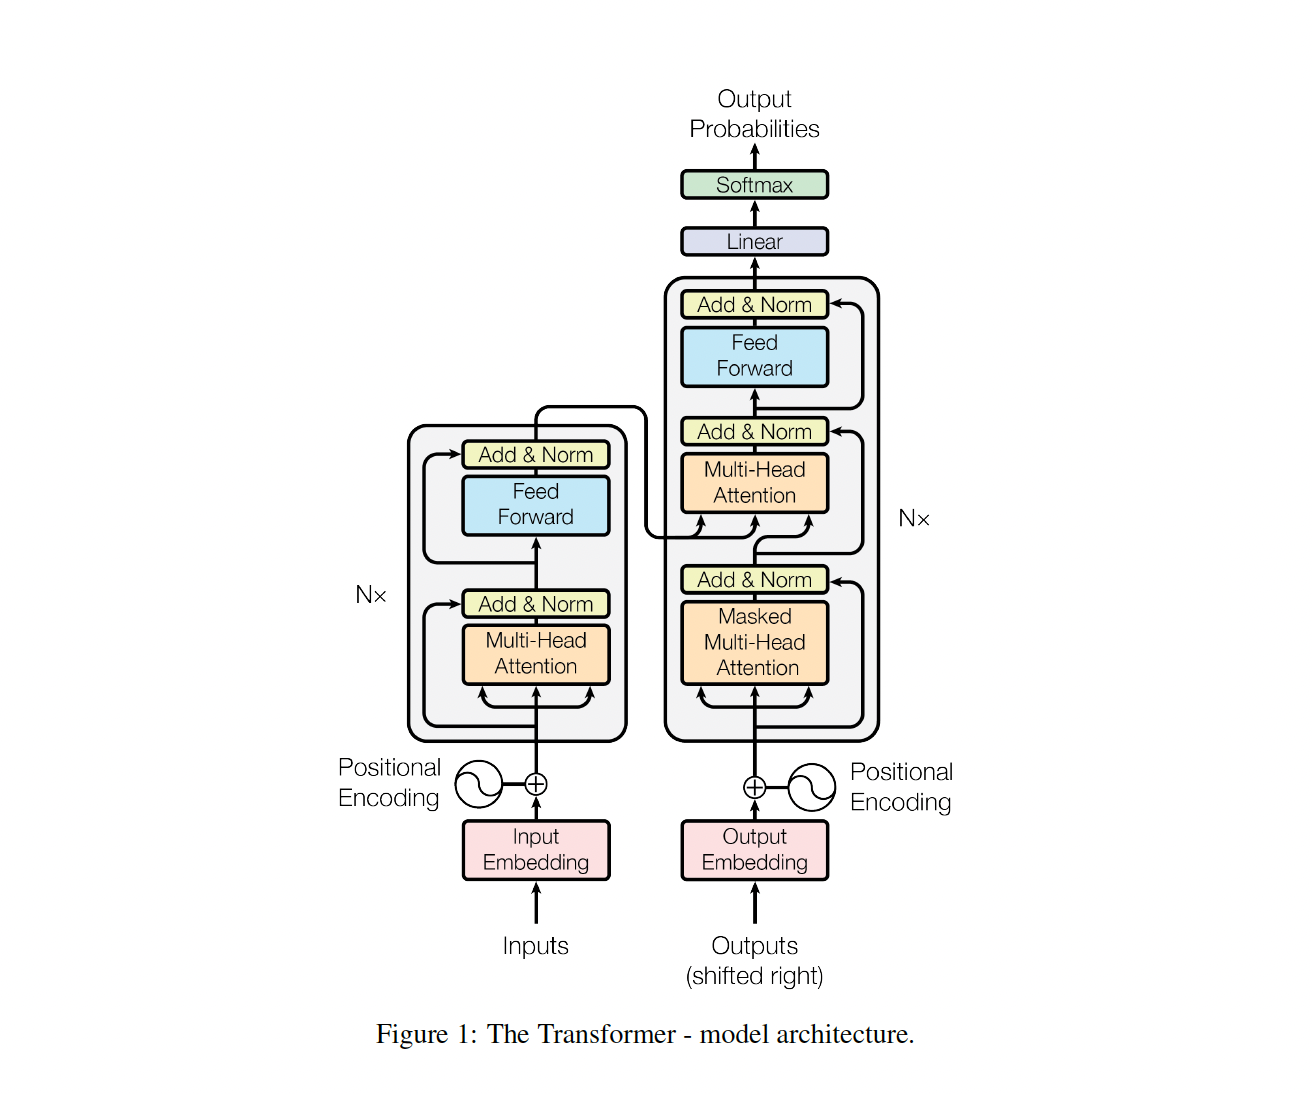 Output
Probabilities
Softmax
Linear
Add & Norm
Feed
Forward
Add & Norm
Multi-Head
Attention
Add & Norm
Masked
Multi-Head
Attention
N×
Add & Norm
Feed
Forward
Add & Norm
Multi-Head
Attention
N×
Positional
Encoding
Positional
Encoding
Input
Embedding
Output
Embedding
Inputs
Outputs
(shifted right)
Figure 1: The Transformer - model architecture.